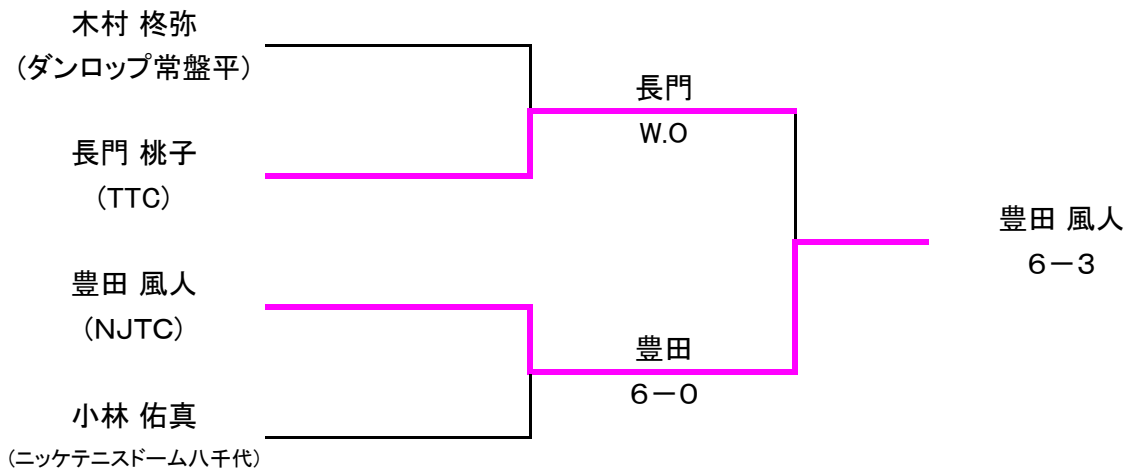 木村 柊弥
(ダンロップ常盤平)
長門 桃子
(TTC)
豊田 風人
(NJTC)
小林 佑真
(ニッケテニスドーム八千代)
長門
W.O
豊田
6-0
豊田 風人
6-3